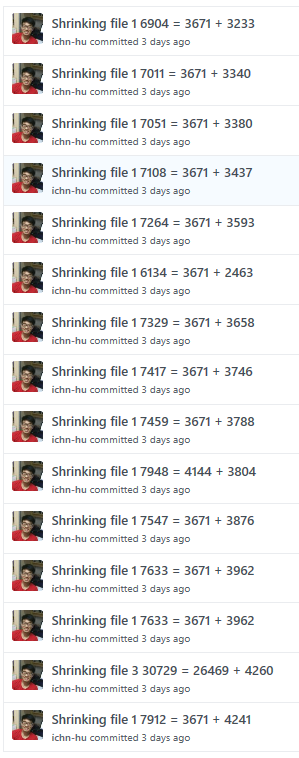 Shrinking file 1 6904 = 3671 + 3233
ichn-hu committed 3 days ago
Shrinking file 1 7011 = 3671 + 3340
ichn-hu committed 3 days ago
Shrinking file 1 7051 = 3671 + 3380
ichn-hu committed 3 days ago
Shrinking file 1 7108 = 3671 + 3437
ichn-hu committed 3 days ago
Shrinking file 1 7264 = 3671 + 3593
ichn-hu committed 3 days ago
Shrinking file 1 6134 = 3671 + 2463
ichn-hu committed 3 days ago
Shrinking file 1 7329 = 3671 + 3658
ichn-hu committed 3 days ago
Shrinking file 1 7417 = 3671 + 3746
ichn-hu committed 3 days ago
Shrinking file 1 7459 = 3671 + 3788
ichn-hu committed 3 days ago
Shrinking file 1 7948 = 4144 + 3804
ichn-hu committed 3 days ago
Shrinking file 1 7547 = 3671 + 3876
ichn-hu committed 3 days ago
Shrinking file 1 7633 = 3671 + 3962
ichn-hu committed 3 days ago
Shrinking file 1 7633 = 3671 + 3962
ichn-hu committed 3 days ago
Shrinking file 3 30729 = 26469 + 4260
ichn-hu committed 3 days ago
Shrinking file 1 7912 = 3671 + 4241
ichn-hu committed 3 days ago